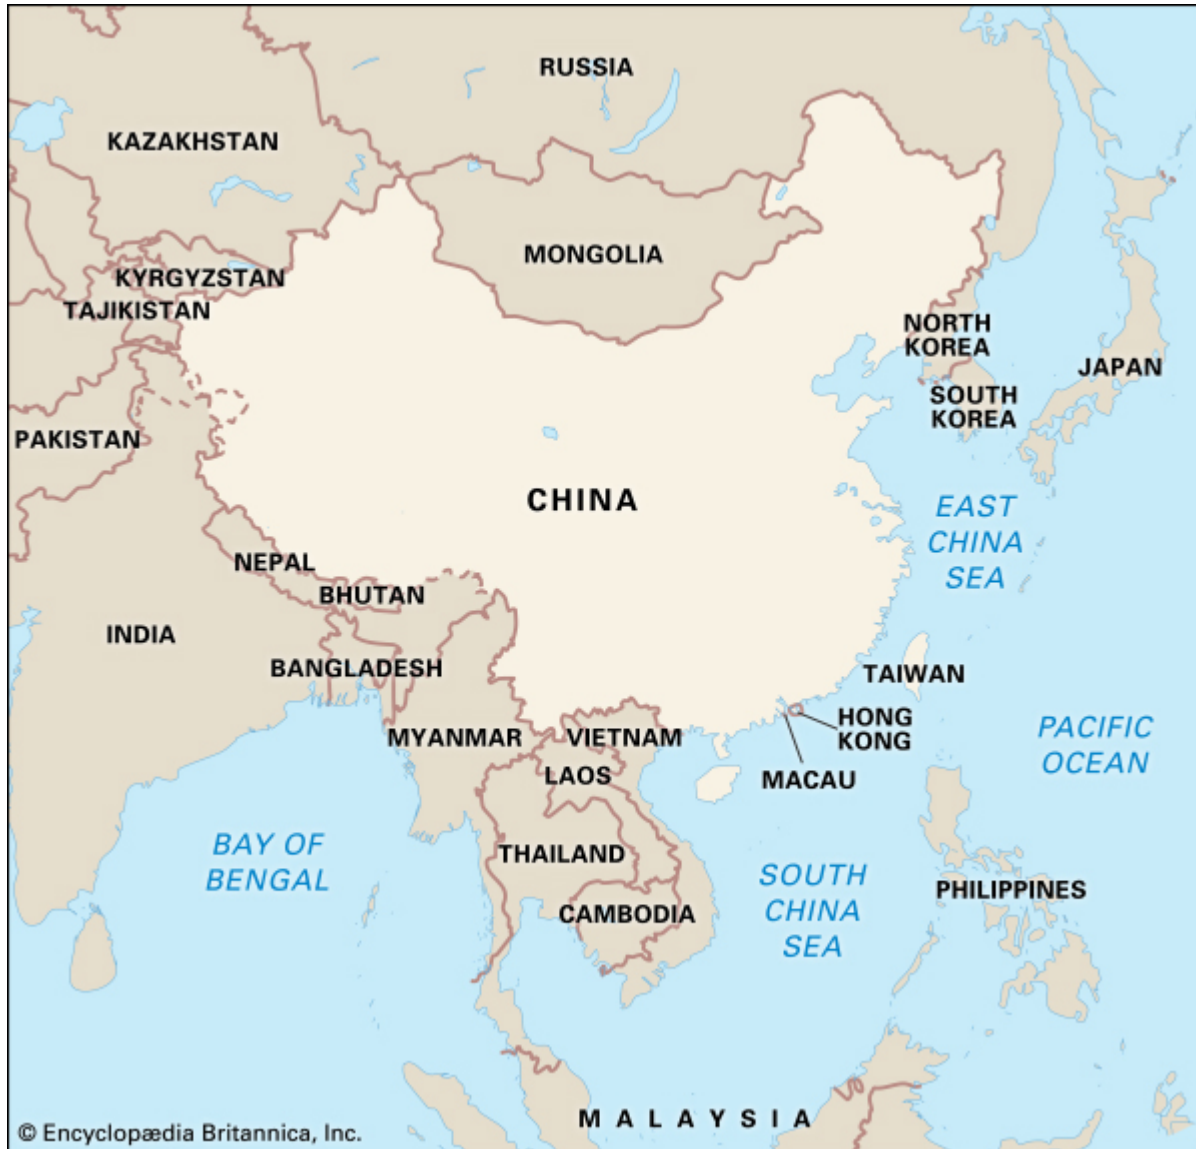 RUSSIA
KAZAKHSTAN
MONGOLIA
KYRGYZSTAN
TAJIKISTAN
NORTH
KOREA
JAPAN
SOUTH
KOREA
PAKISTAN
CHINA
EAST
CHINA
SEA
NEPAL
BHUTAN
INDIA
BANGLADESH
TAIWAN
HONG
KONG
MYANMAR
VIETNAM
PACIFIC
OCEAN
LAOS
MACAU
BAY OF
BENGAL
THAILAND
SOUTH
CHINA
SEA
PHILIPPINES
CAMBODIA
MALAYSIA
© Encyclopædia Britannica, Inc.